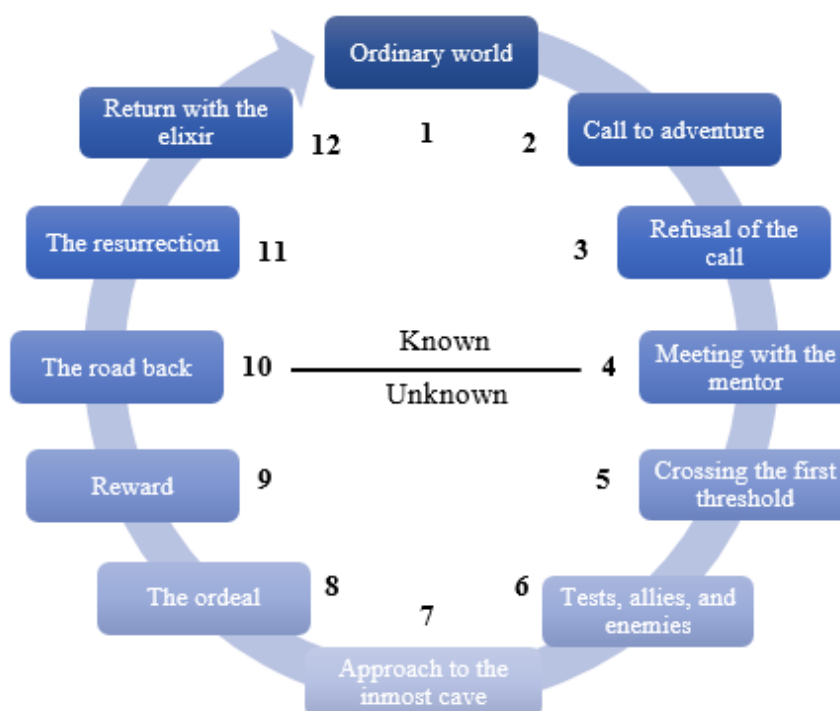 Ordinary world
1
2
Call to adventure
3
Refusal of the
call
4
Meeting with the
mentor
5
Crossing the first
threshold
6
Tests, allies, and
enemies
7
Approach to the
inmost cave
8
The ordeal
9
Reward
10
The road back
11
The resurrection
12
Return with the
elixir
Known
Unknown